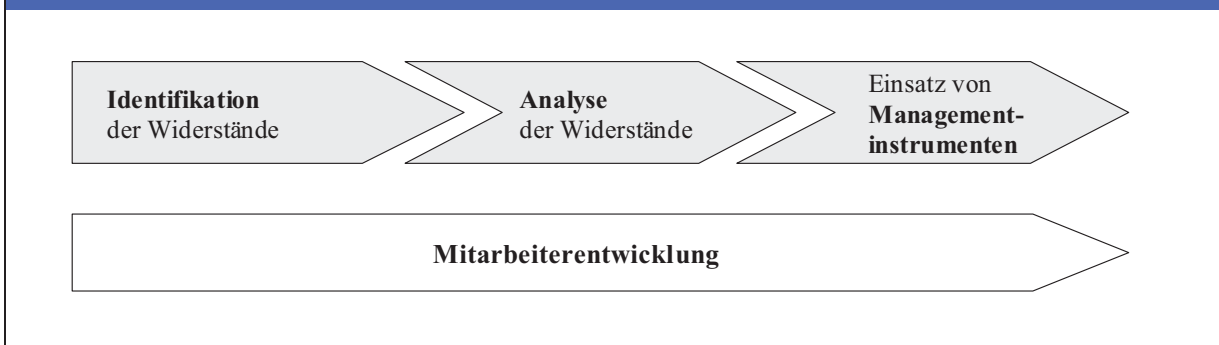 Identifikation
der Widerstände
Analyse
der Widerstände
Einsatz von
Management-
instrumenten
Mitarbeiterentwicklung